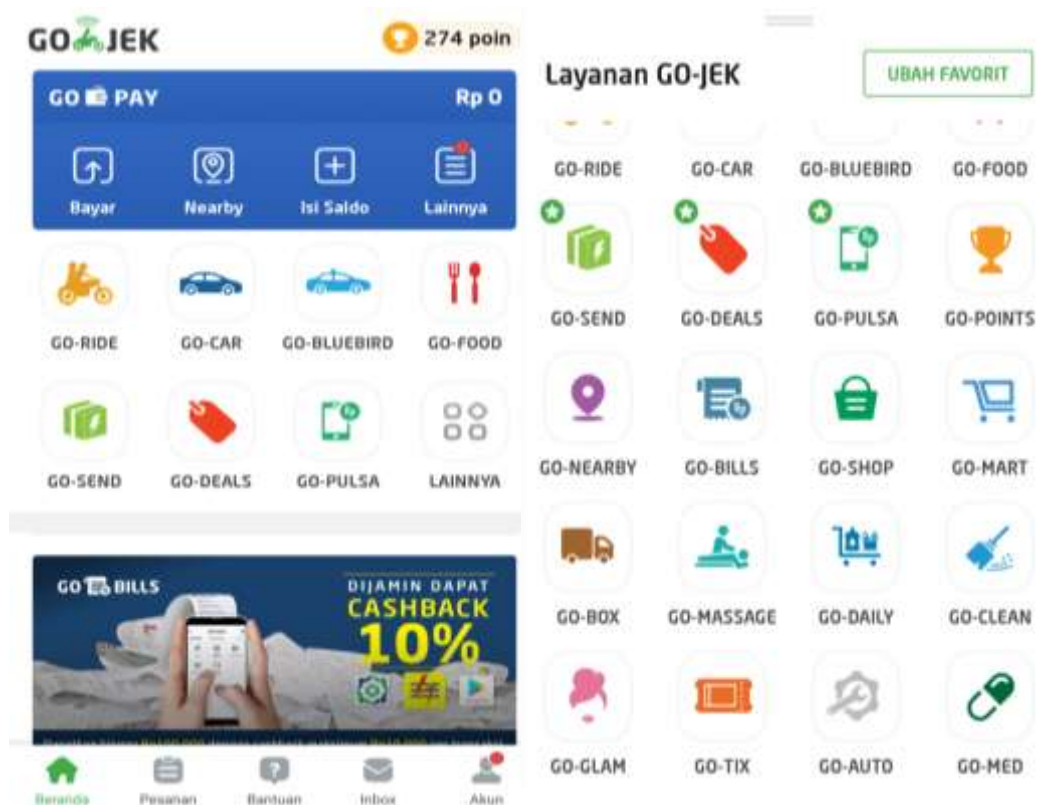 GO JEK
274 poin
GO PAY
Rp 0
Bayar
Nearby
Isi Saldo
Lainnya
GO-RIDE
GO-CAR
GO-BLUEBIRD
GO-FOOD
GO-SEND
GO-DEALS
GO-PULSA
LAINNYA
GO BILLS
DIJAMIN DAPAT
CASHBACK
10%
Beranda
Pesanan
Bantuan
Inbox
Akun
Layanan GO-JEK
UBAH FAVORIT
GO-RIDE
GO-CAR
GO-BLUEBIRD
GO-FOOD
GO-SEND
GO-DEALS
GO-PULSA
GO-POINTS
GO-NEARBY
GO-BILLS
GO-SHOP
GO-MART
GO-BOX
GO-MASSAGE
GO-DAILY
GO-CLEAN
GO-GLAM
GO-TIX
GO-AUTO
GO-MED